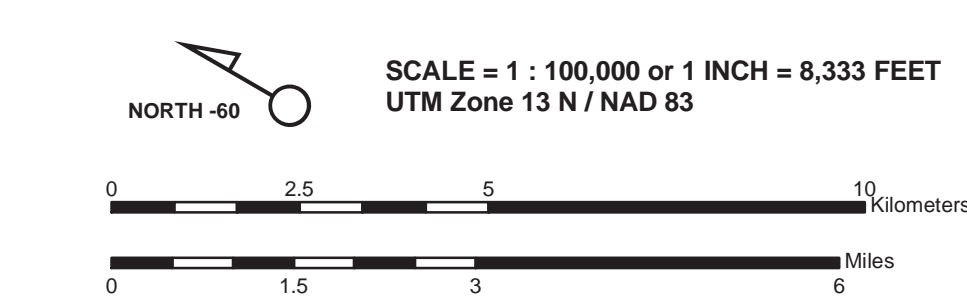 SCALE = 1 : 100,000 or 1 INCH = 8,333 FEET
UTM Zone 13 N / NAD 83
NORTH -60
0 2.5 5 10
Kilometers
Miles
0 1.5 3 6